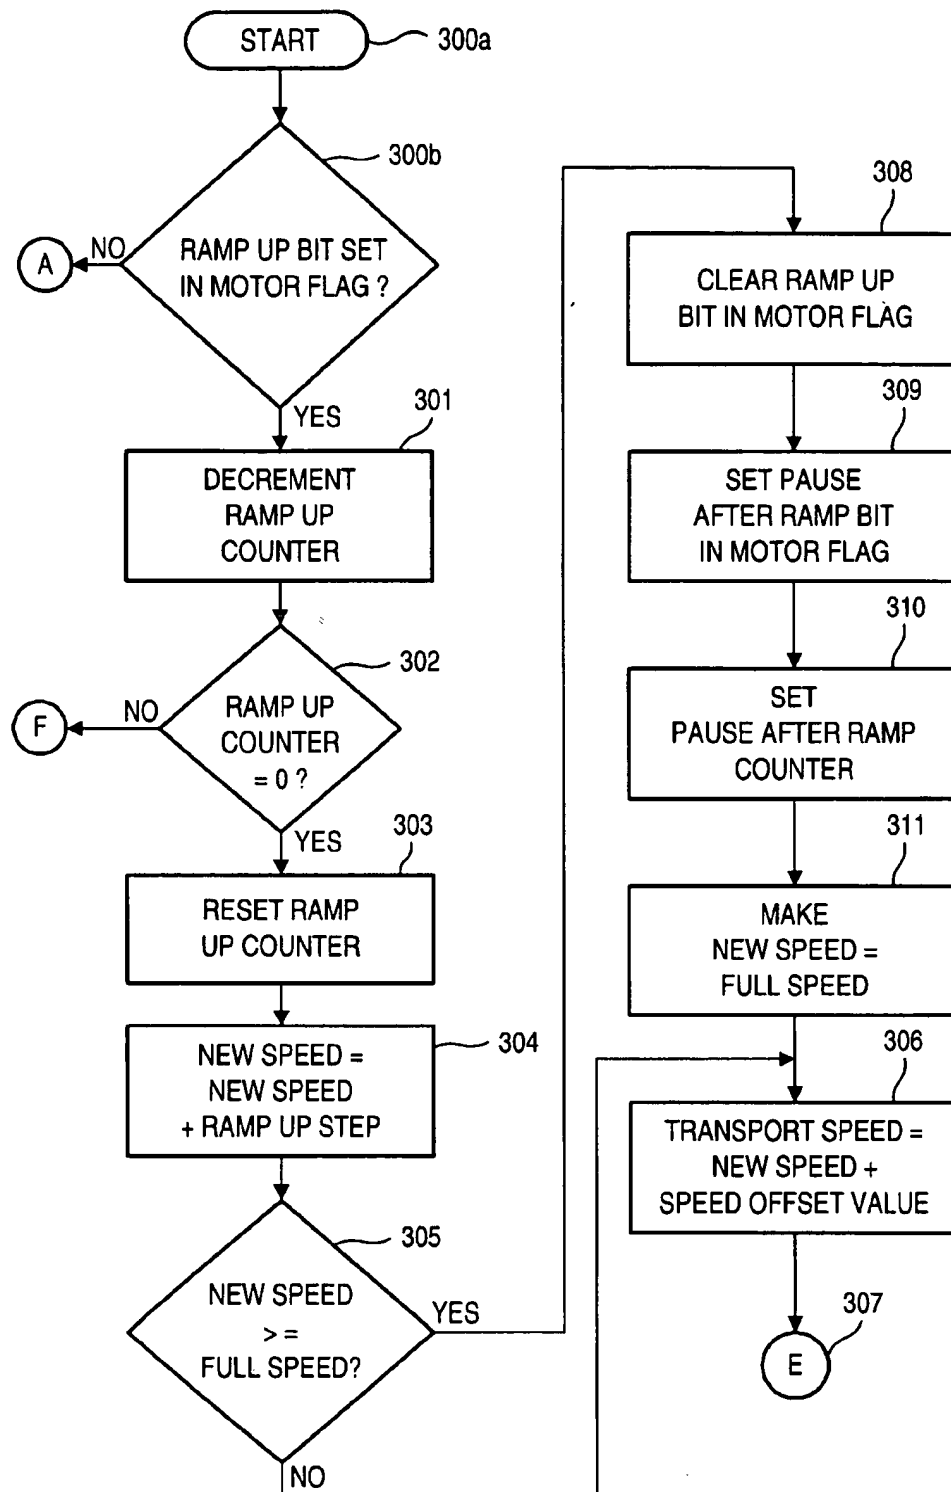 START
300a
300b
RAMP UP BIT SET
IN MOTOR FLAG ?
NO
A
YES
301
DECREMENT
RAMP UP
COUNTER
302
RAMP UP
COUNTER
= 0 ?
NO
F
YES
303
RESET RAMP
UP COUNTER
304
NEW SPEED =
NEW SPEED
+ RAMP UP STEP
305
NEW SPEED
> =
FULL SPEED?
YES
NO
308
CLEAR RAMP UP
BIT IN MOTOR FLAG
309
SET PAUSE
AFTER RAMP BIT
IN MOTOR FLAG
310
SET
PAUSE AFTER RAMP
COUNTER
311
MAKE
NEW SPEED =
FULL SPEED
306
TRANSPORT SPEED =
NEW SPEED +
SPEED OFFSET VALUE
307
E